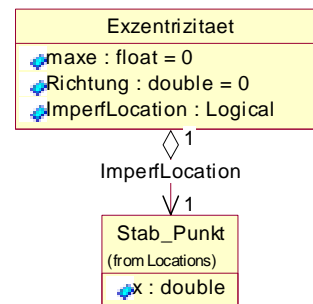 Exzentrizitaet
maxe : float = 0
Richtung : double = 0
ImperfLocation : Logical
1
ImperfLocation
1
Stab_Punkt
(from Locations)
x : double